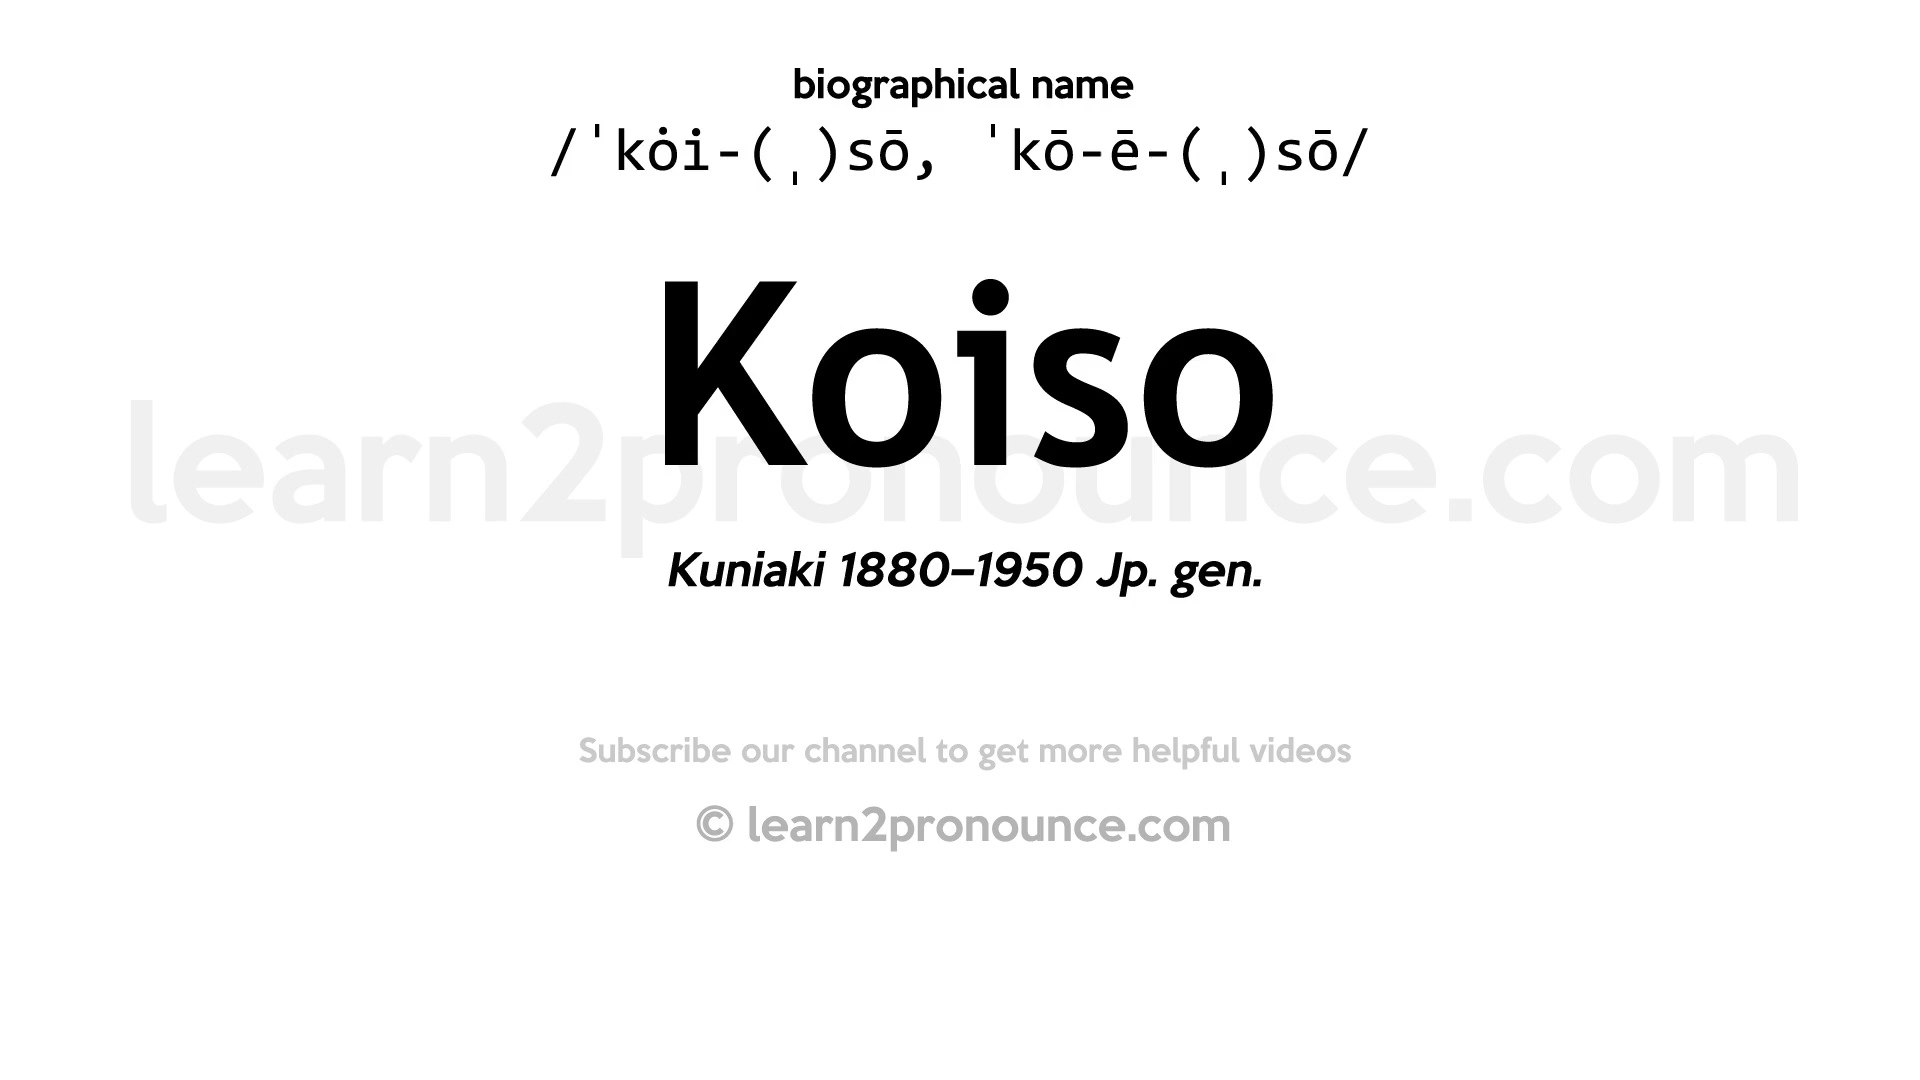 biographical name
/ˈkȯi-(ˌ)sō, ˈkō-ē-(ˌ)sō/
Koiso
learn2pronounce.com
Kuniaki 1880–1950 Jp. gen.
Subscribe our channel to get more helpful videos
© learn2pronounce.com